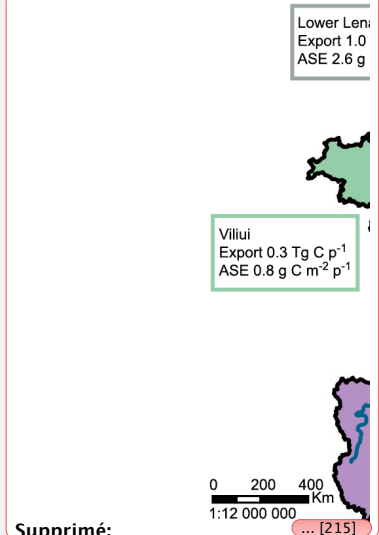 Lower Lena
Export 1.0
ASE 2.6 g
Viliui
Export 0.3 Tg C p⁻¹
ASE 0.8 g C m⁻² p⁻¹
0 200 400
Km
1:12 000 000
Supprimé:
... [215]